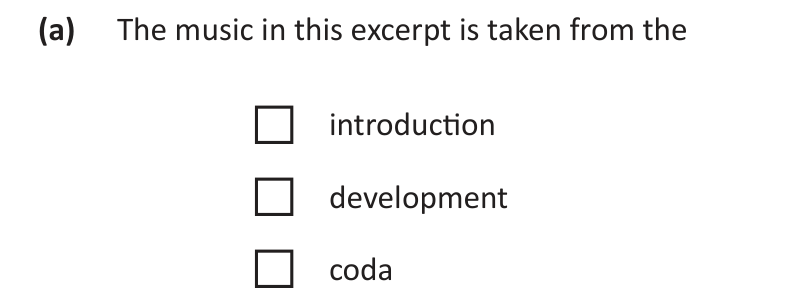 (a) The music in this excerpt is taken from the
introduction
development
coda